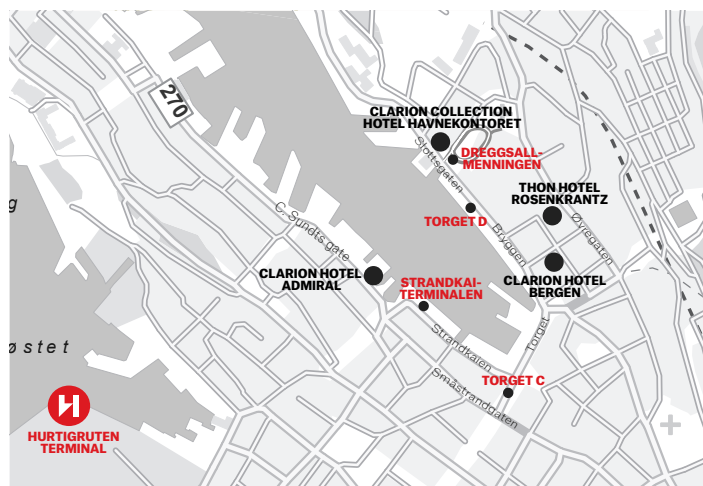 270
CLARION COLLECTION
HOTEL HAVNEKONTORET
DREGGSALL-
MENNINGEN
Slottsgaten
THON HOTEL
ROSENKRANTZ
g
TORGET D
C. Sundts gate
Bryggen
Øvregaten
CLARION HOTEL
ADMIRAL
STRANDKAI-
TERMINALEN
CLARION HOTEL
BERGEN
østet
Strandkaien
Torget
TORGET C
Småstrandgaten
HURTIGRUTEN
TERMINAL